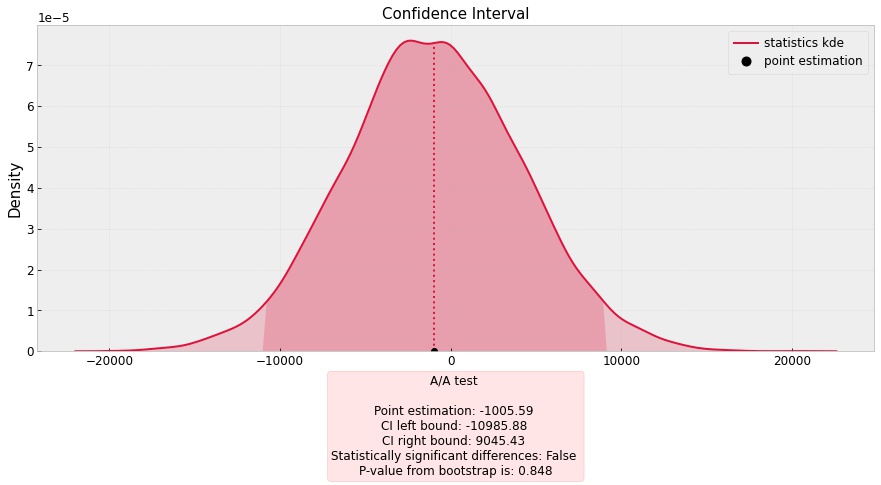 Confidence Interval
1e−5
statistics kde
point estimation
7
6
5
4
3
2
1
0
Density
−20000
−10000
0
10000
20000
A/A test
Point estimation: -1005.59
CI left bound: -10985.88
CI right bound: 9045.43
Statistically significant differences: False
P-value from bootstrap is: 0.848